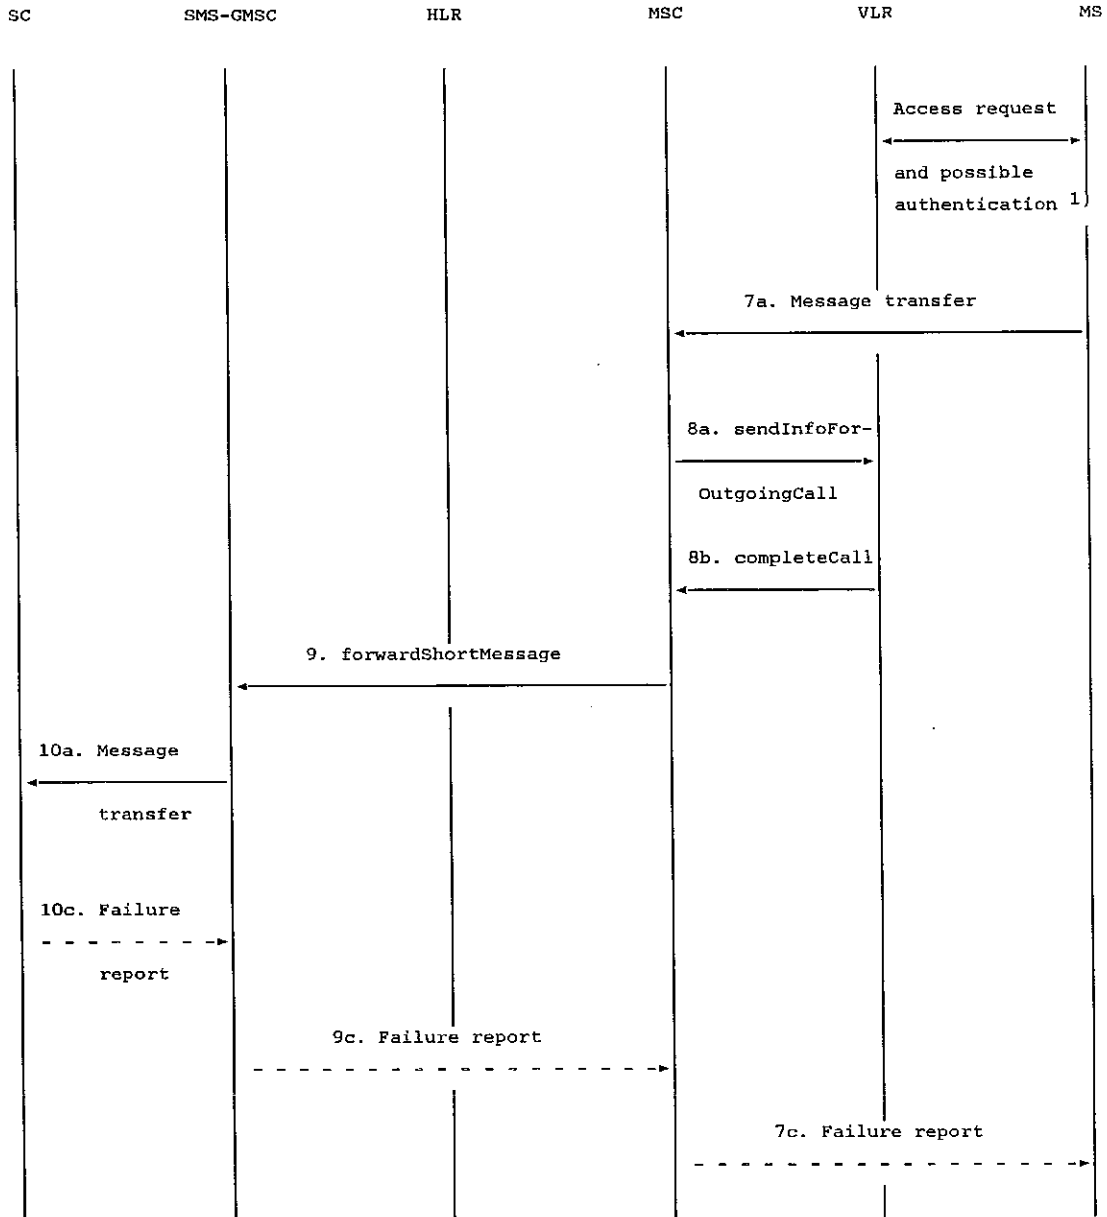 SC SMS-GMSC HLR MSC VLR MS
Access request
and possible
authentication 1)
7a. Message transfer
8a. sendInfoFor-
OutgoingCall
8b. completeCall
9. forwardShortMessage
10a. Message
transfer
10c. Failure
report
9c. Failure report
7c. Failure report